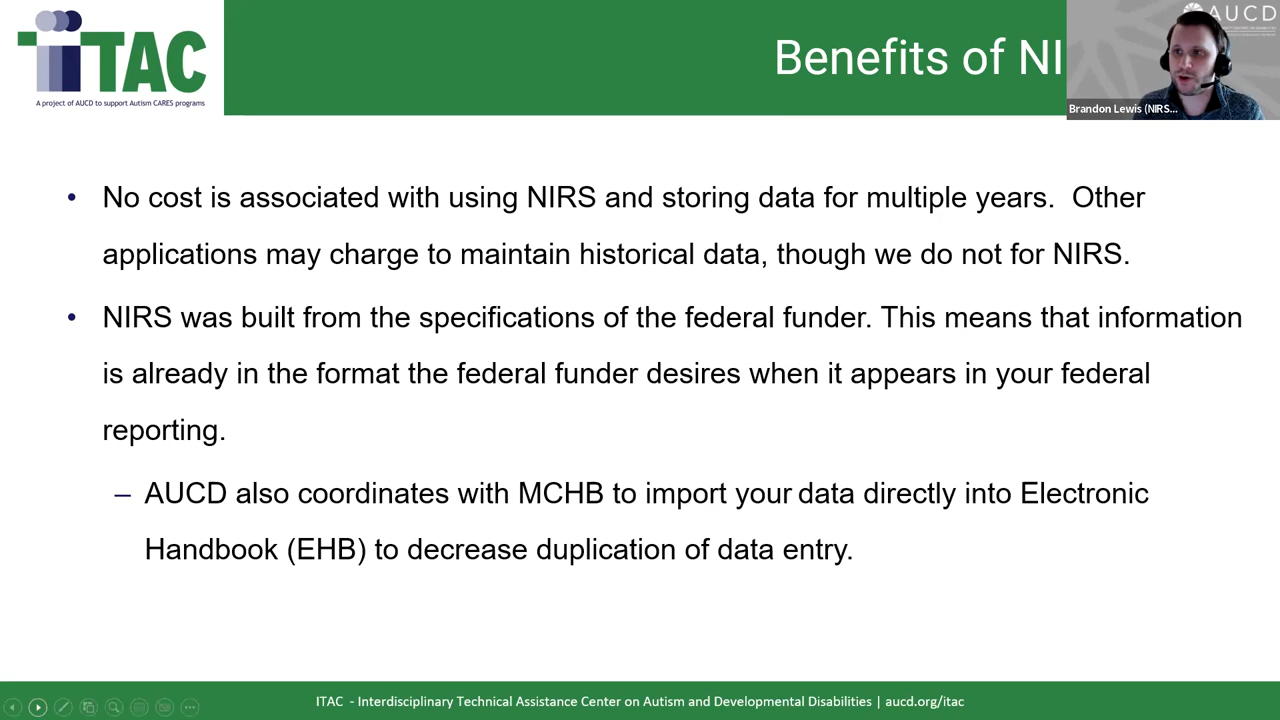 iTAC
A project of AUCD to support Autism CARES programs
Benefits of NI
AUCD
Brandon Lewis (NIRS...
• No cost is associated with using NIRS and storing data for multiple years.  Other
applications may charge to maintain historical data, though we do not for NIRS.
• NIRS was built from the specifications of the federal funder. This means that information
is already in the format the federal funder desires when it appears in your federal
reporting.
– AUCD also coordinates with MCHB to import your data directly into Electronic
Handbook (EHB) to decrease duplication of data entry.
ITAC  - Interdisciplinary Technical Assistance Center on Autism and Developmental Disabilities | aucd.org/itac